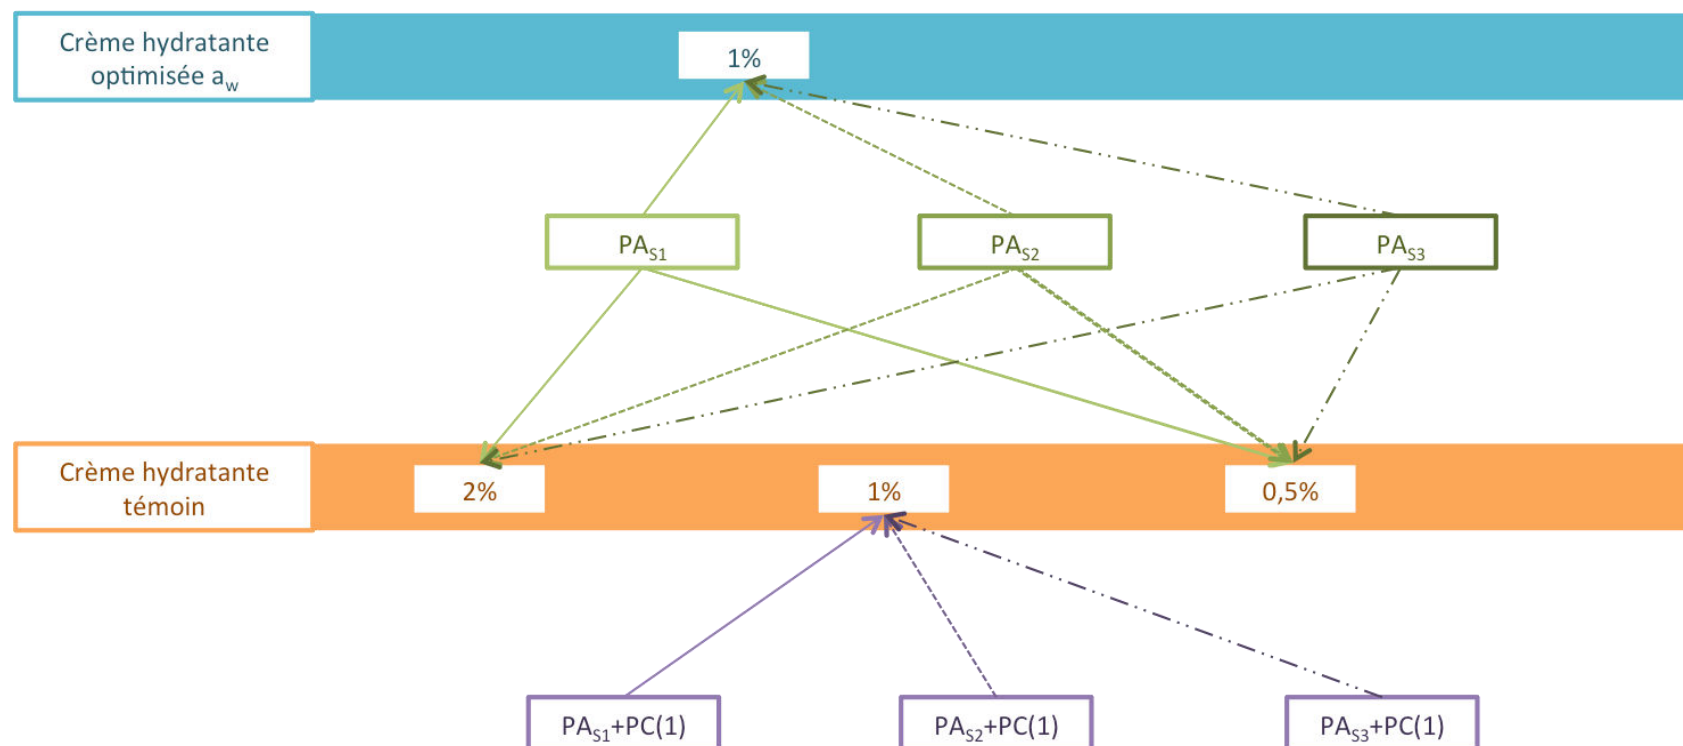 Crème hydratante
optimisée aw
1%
PAS1
PAS2
PAS3
Crème hydratante
témoin
2%
1%
0,5%
PAS1+PC(1)
PAS2+PC(1)
PAS3+PC(1)